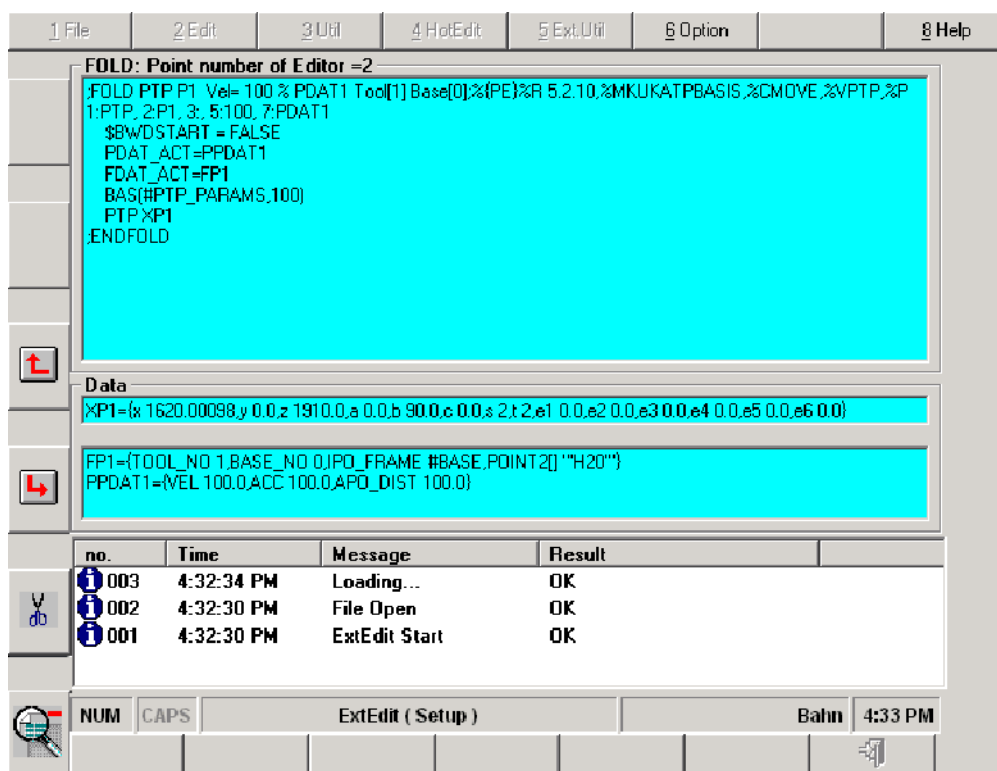 1 File 2 Edit 3 Util 4 HotEdit 5 Ext.Util 6 Option 8 Help
FOLD: Point number of Editor =2
;FOLD PTP P1  Vel= 100 % PDAT1 Tool[1] Base[0];%{PE}%R 5.2.10,%MKUKATPBASIS,%CMOVE,%VPTP,%P
1:PTP, 2:P1, 3:, 5:100, 7:PDAT1
$BWDSTART = FALSE
PDAT_ACT=PPDAT1
FDAT_ACT=FP1
BAS(#PTP_PARAMS,100)
PTP XP1
;ENDFOLD
Data
XP1={x 1620.00098,y 0.0,z 1910.0,a 0.0,b 90.0,c 0.0,s 2,t 2,e1 0.0,e2 0.0,e3 0.0,e4 0.0,e5 0.0,e6 0.0}
FP1={TOOL_NO 1,BASE_NO 0,IPO_FRAME #BASE,POINT2[] '"H20"'}
PPDAT1={VEL 100.0,ACC 100.0,APO_DIST 100.0}
no. Time Message Result
003 4:32:34 PM Loading... OK
002 4:32:30 PM File Open OK
001 4:32:30 PM ExtEdit Start OK
db
NUM CAPS ExtEdit ( Setup ) Bahn 4:33 PM